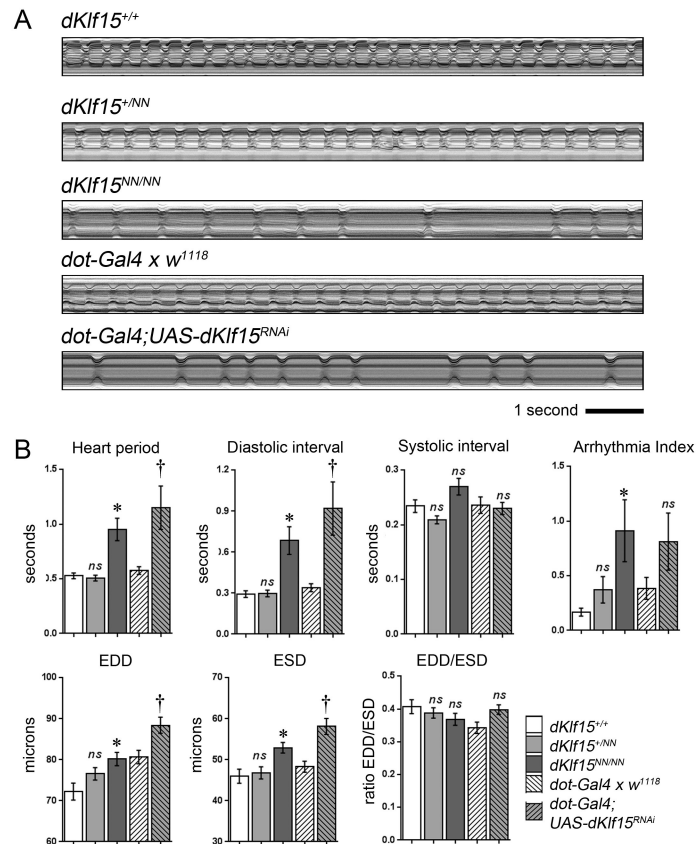 A
dKlf15+/+
dKlf15+/NN
dKlf15NN/NN
dot-Gal4 x w1118
dot-Gal4;UAS-dKlf15RNAi
1 second
B
Heart period
Diastolic interval
Systolic interval
Arrhythmia Index
seconds
1.5
1.0
0.5
0.0
ns
*
†
seconds
1.2
0.9
0.6
0.3
0.0
ns
*
†
seconds
0.3
0.2
0.1
0.0
ns
ns
ns
1.5
1.0
0.5
0.0
ns
*
ns
EDD
ESD
EDD/ESD
microns
100
90
80
70
60
ns
*
†
microns
70
60
50
40
30
ns
*
†
ratio EDD/ESD
0.5
0.4
0.3
0.2
0.1
0.0
ns
ns
ns
dKlf15+/+
dKlf15+/NN
dKlf15NN/NN
dot-Gal4 x w1118
dot-Gal4;
UAS-dKlf15RNAi